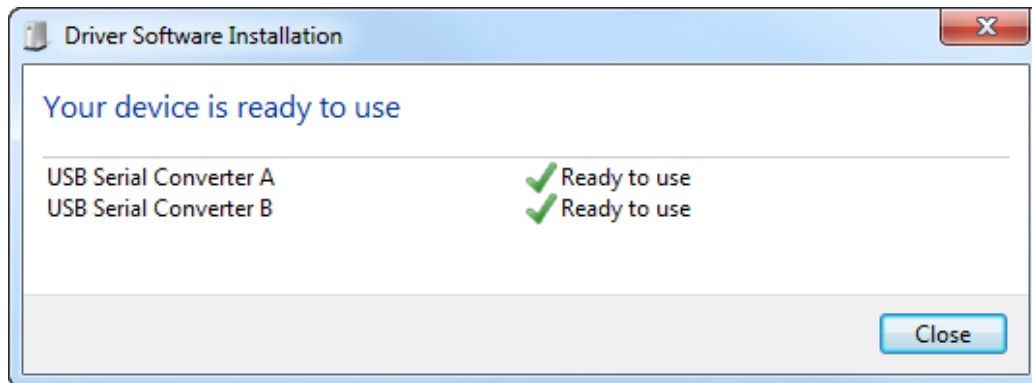 Driver Software Installation
Your device is ready to use
USB Serial Converter A Ready to use
USB Serial Converter B Ready to use
Close